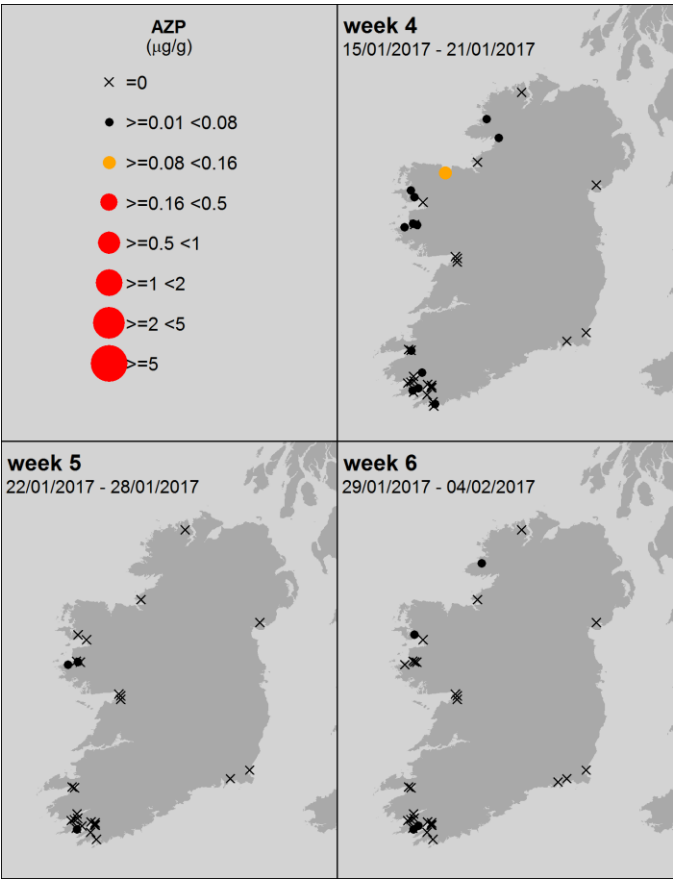 AZP
(µg/g)
=0
>=0.01 <0.08
>=0.08 <0.16
>=0.16 <0.5
>=0.5 <1
>=1 <2
>=2 <5
>=5
week 4
15/01/2017 - 21/01/2017
week 5
22/01/2017 - 28/01/2017
week 6
29/01/2017 - 04/02/2017